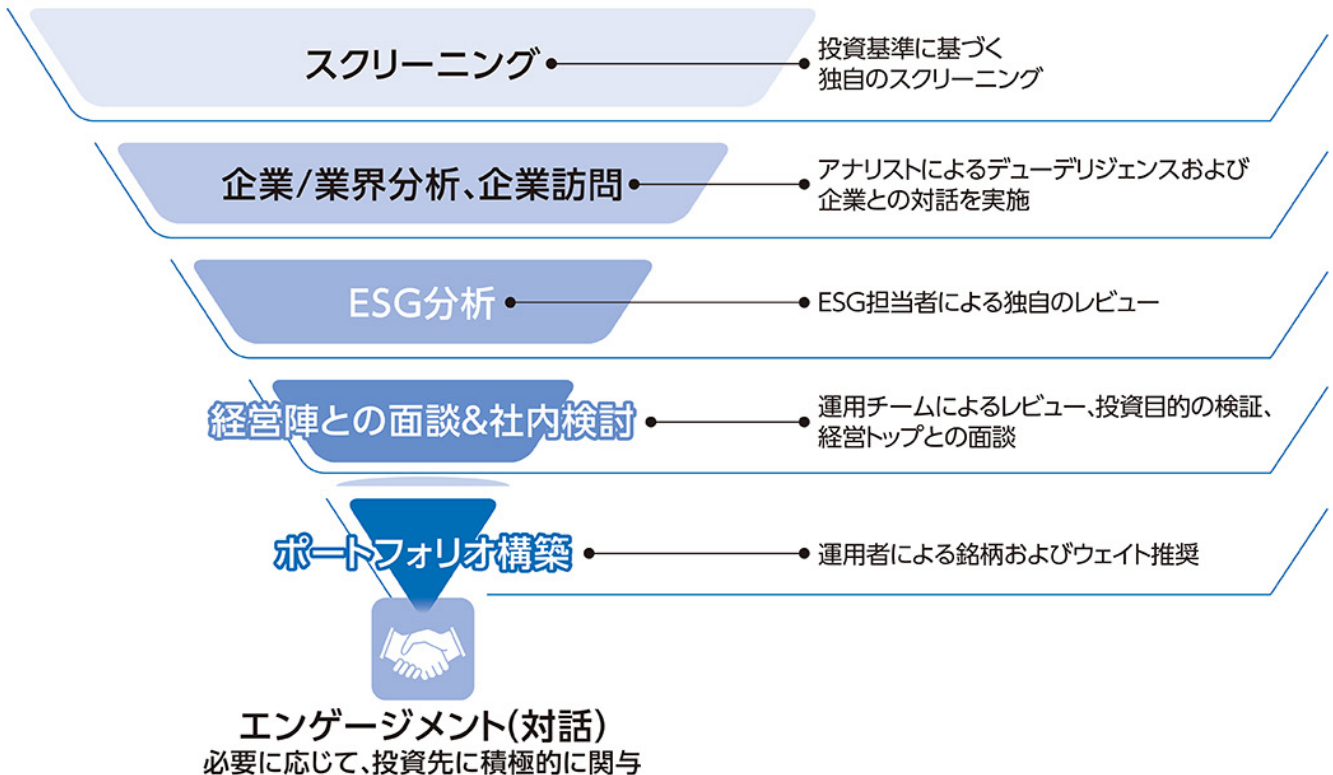 スクリーニング
投資基準に基づく
独自のスクリーニング
企業/業界分析、企業訪問
アナリストによるデューデリジェンスおよび
企業との対話を実施
ESG分析
ESG担当者による独自のレビュー
経営陣との面談&社内検討
運用チームによるレビュー、投資目的の検証、
経営トップとの面談
ポートフォリオ構築
運用者による銘柄およびウェイト推奨
エンゲージメント(対話)
必要に応じて、投資先に積極的に関与